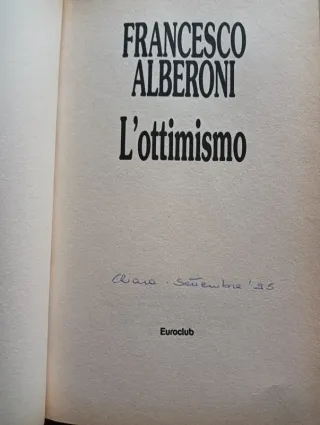 FRANCESCO
ALBERONI
L'ottimismo
Chiara - Settembre '95
Euroclub